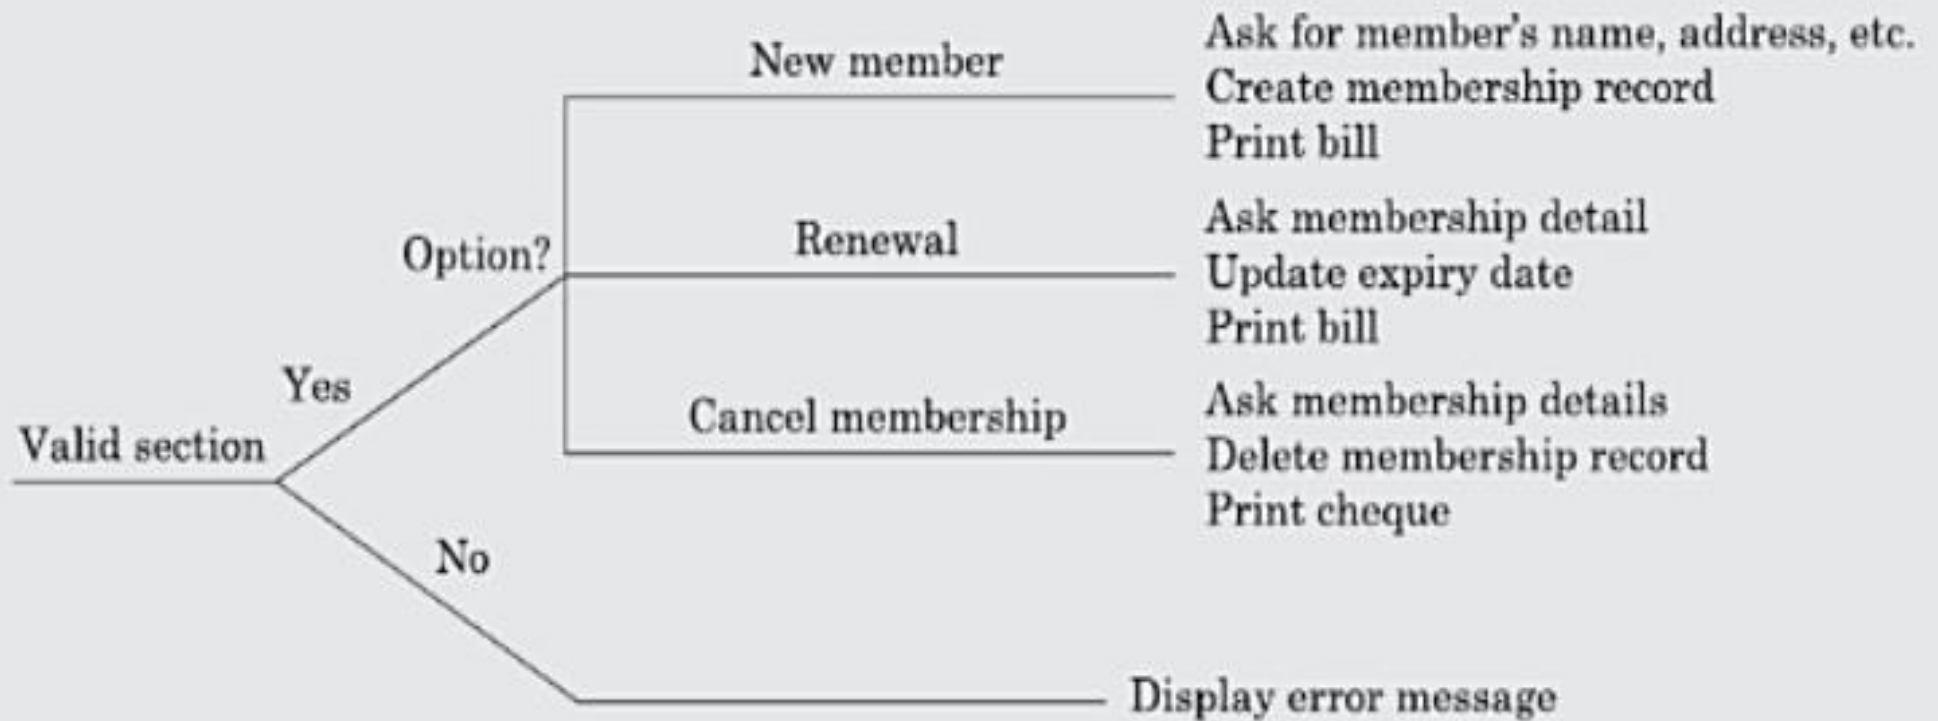 New member
Ask for member's name, address, etc.
Create membership record
Print bill
Option?
Renewal
Ask membership detail
Update expiry date
Print bill
Yes
Valid section
Cancel membership
Ask membership details
Delete membership record
Print cheque
No
Display error message